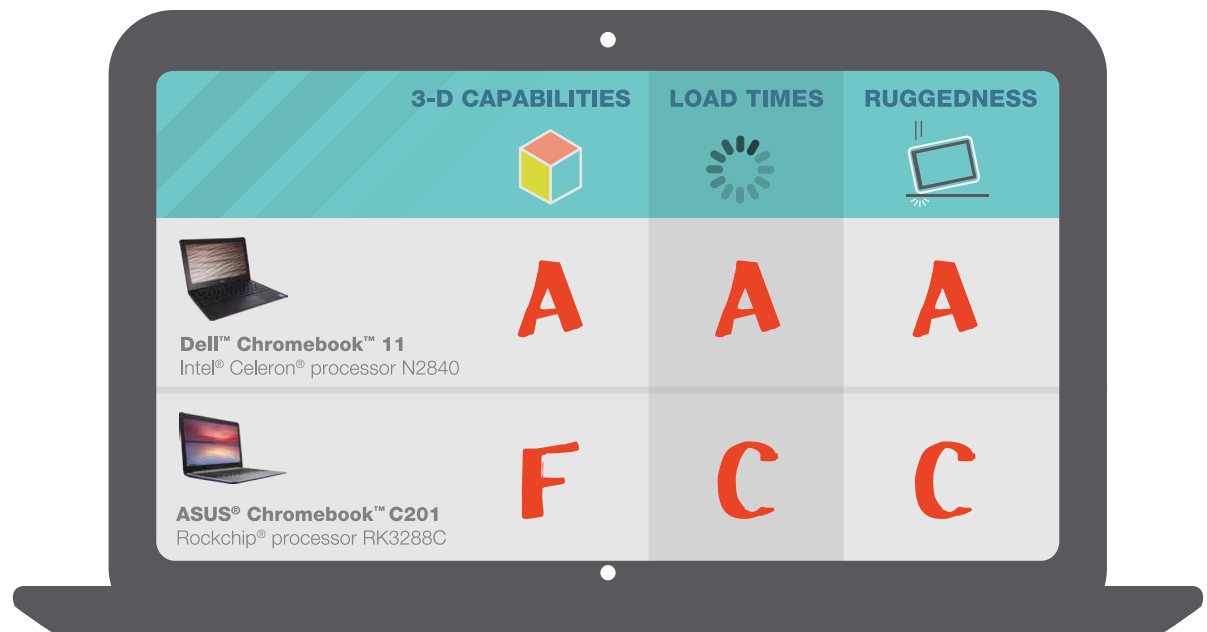 3-D CAPABILITIES LOAD TIMES RUGGEDNESS
A A A
Dell™ Chromebook™ 11
Intel® Celeron® processor N2840
F C C
ASUS® Chromebook™ C201
Rockchip® processor RK3288C